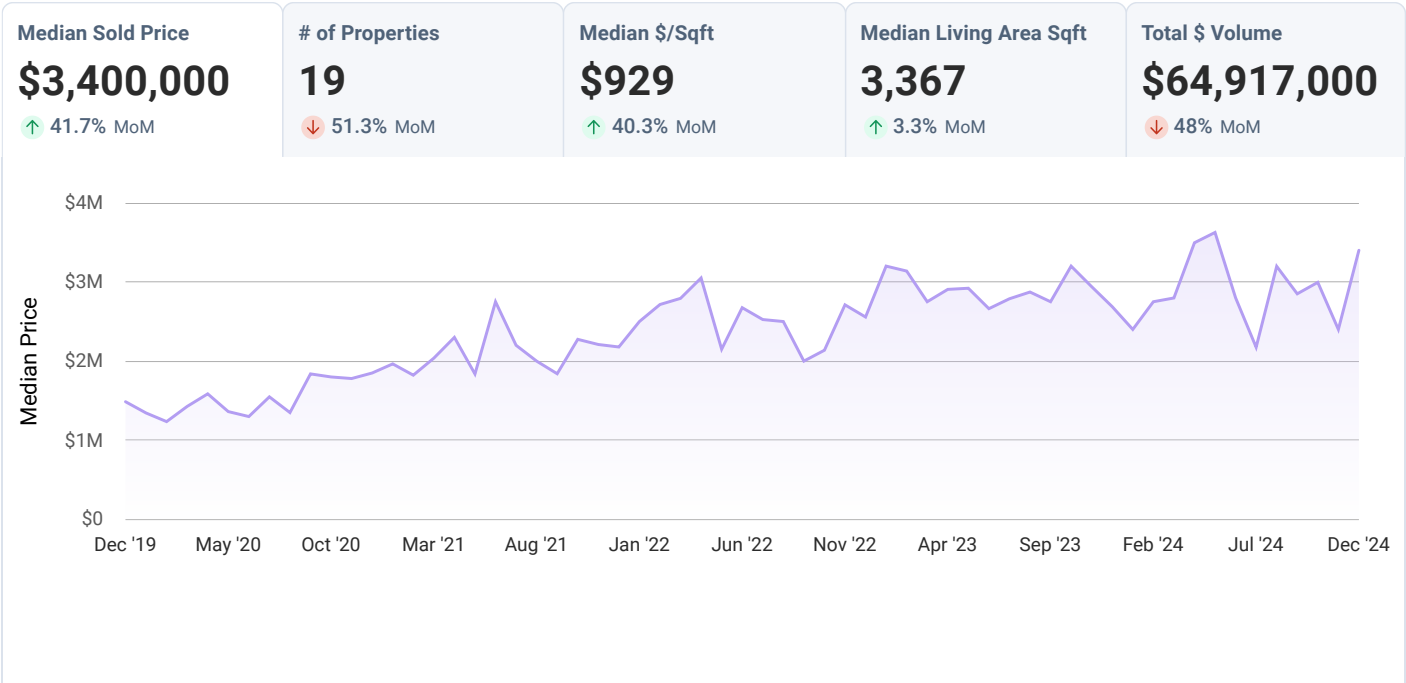 Median Sold Price
$3,400,000
41.7% MoM
# of Properties
19
51.3% MoM
Median $/Sqft
$929
40.3% MoM
Median Living Area Sqft
3,367
3.3% MoM
Total $ Volume
$64,917,000
48% MoM
Median Price
$4M
$3M
$2M
$1M
$0
Dec '19 May '20 Oct '20 Mar '21 Aug '21 Jan '22 Jun '22 Nov '22 Apr '23 Sep '23 Feb '24 Jul '24 Dec '24